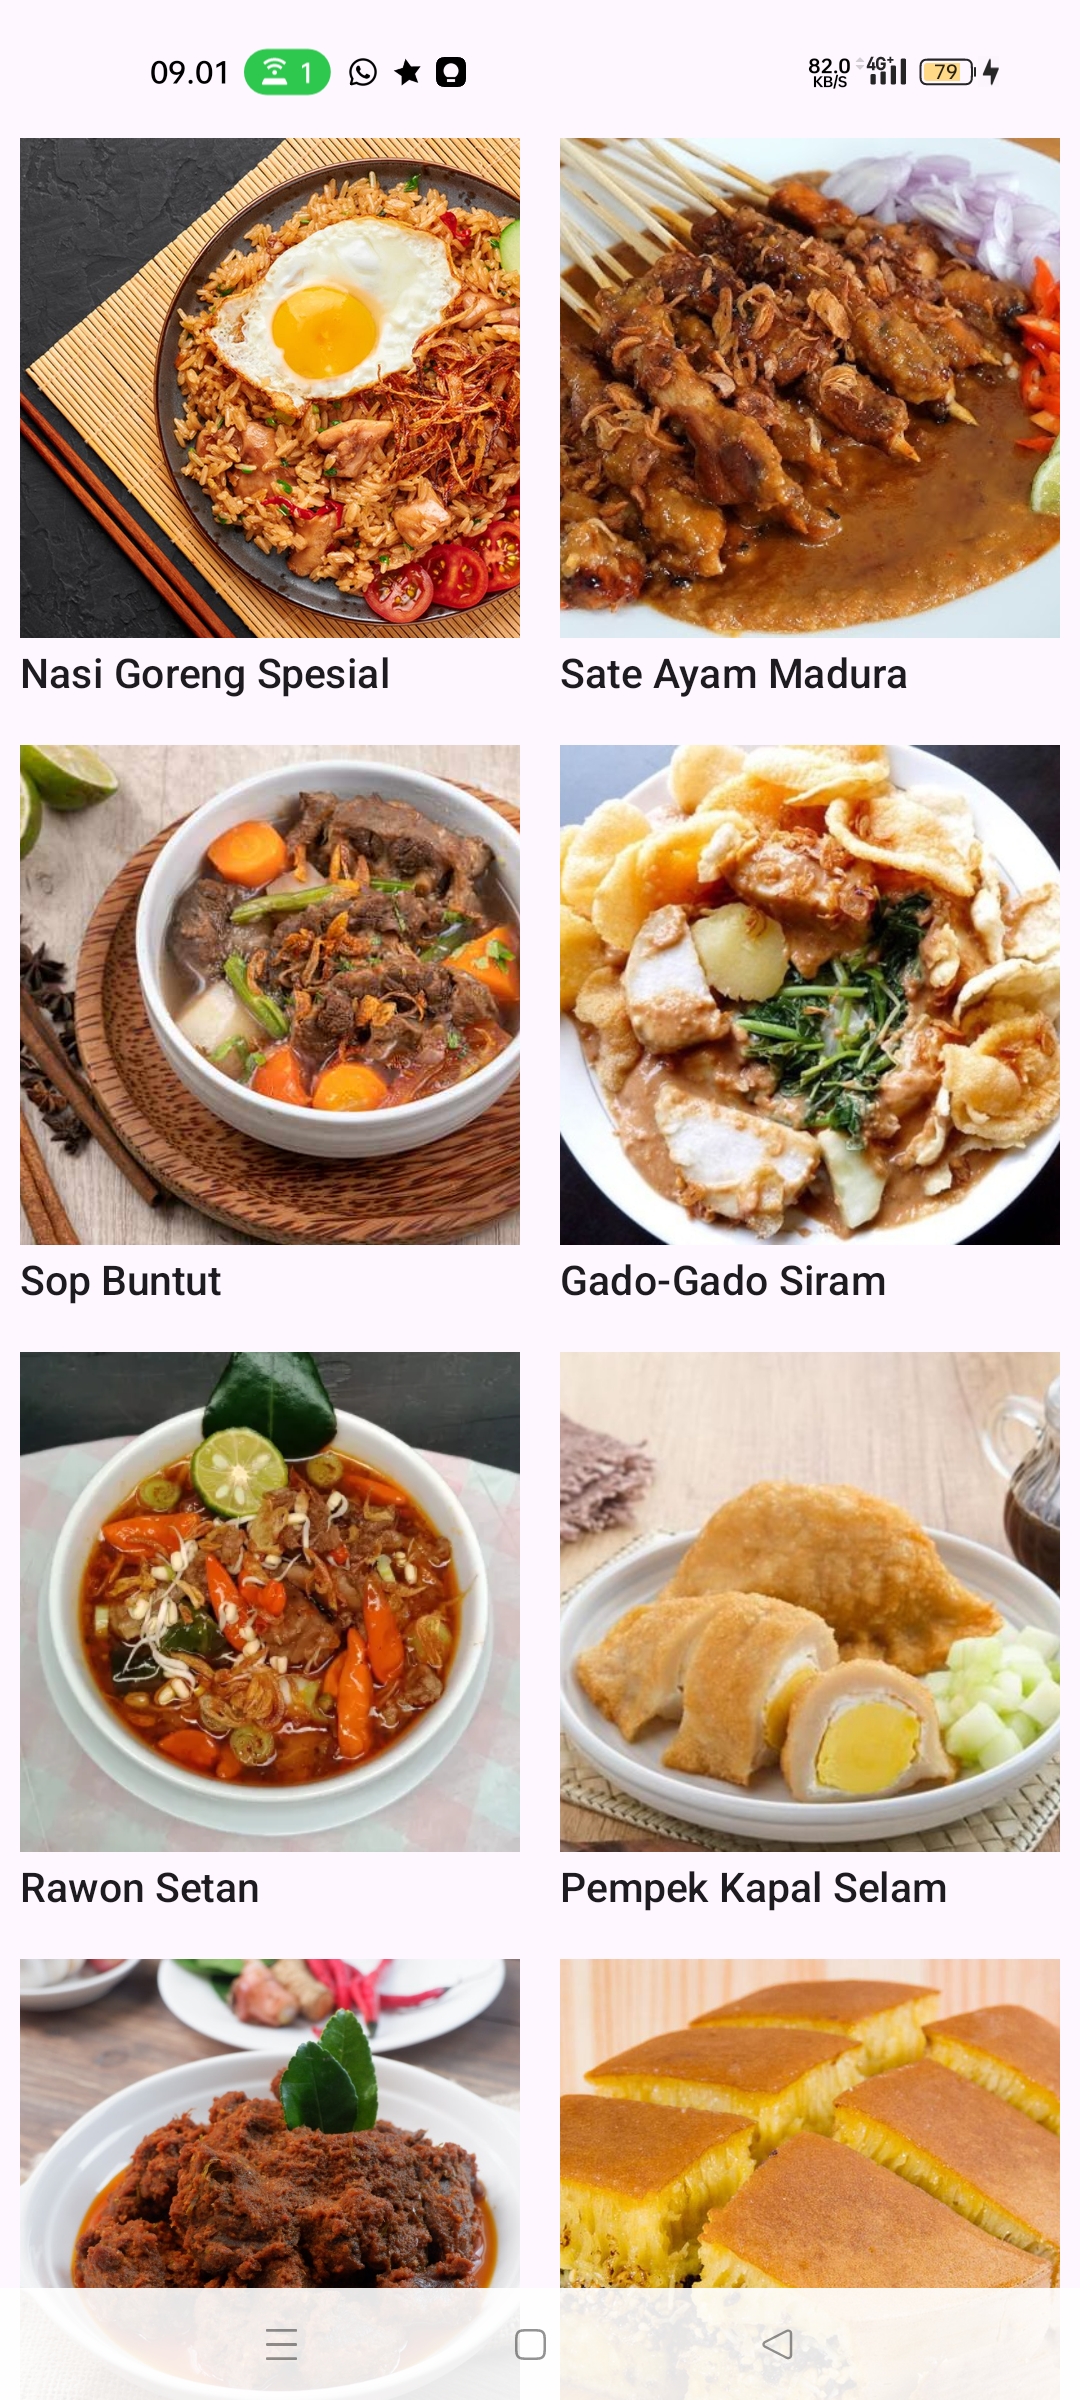 09.01 1 82.0 KB/S 4G+ 79
Nasi Goreng Spesial
Sate Ayam Madura
Sop Buntut
Gado-Gado Siram
Rawon Setan
Pempek Kapal Selam